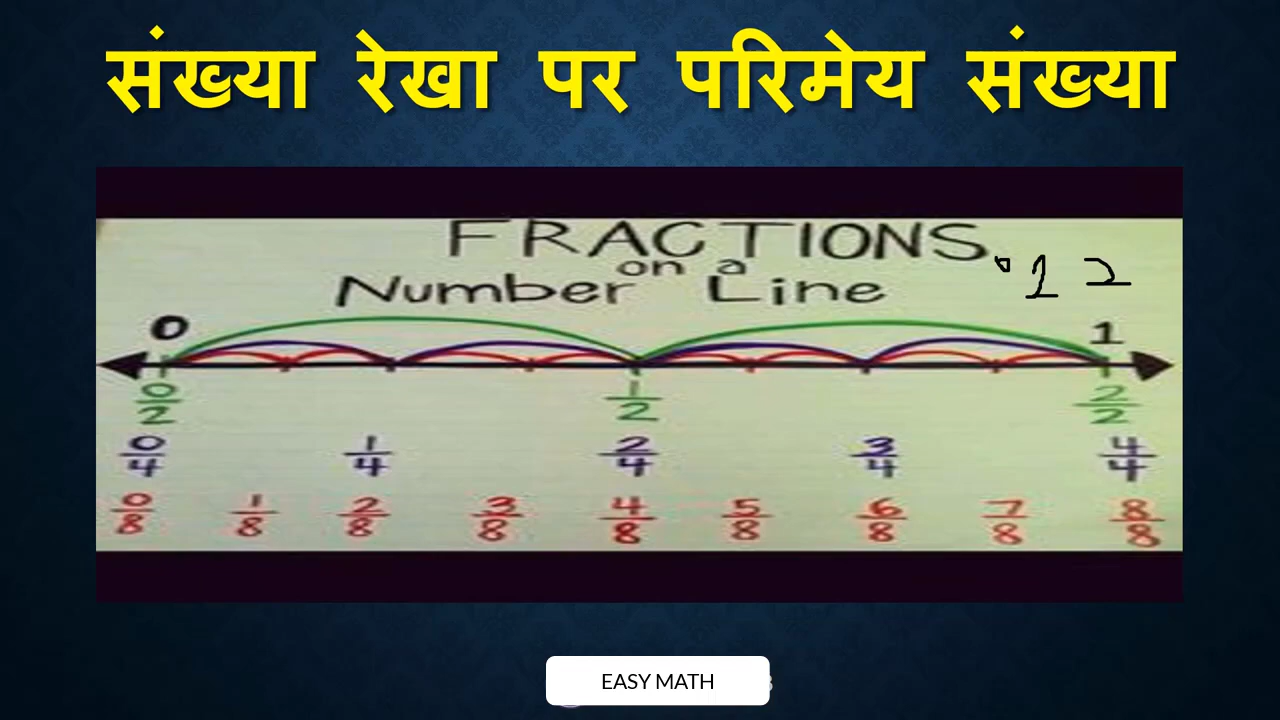 संख्या रेखा पर परिमेय संख्या
FRACTIONS
on a
Number Line
1 2
0 1
0/2 1/2 2/2
0/4 1/4 2/4 3/4 4/4
0/8 1/8 2/8 3/8 4/8 5/8 6/8 7/8 8/8
EASY MATH